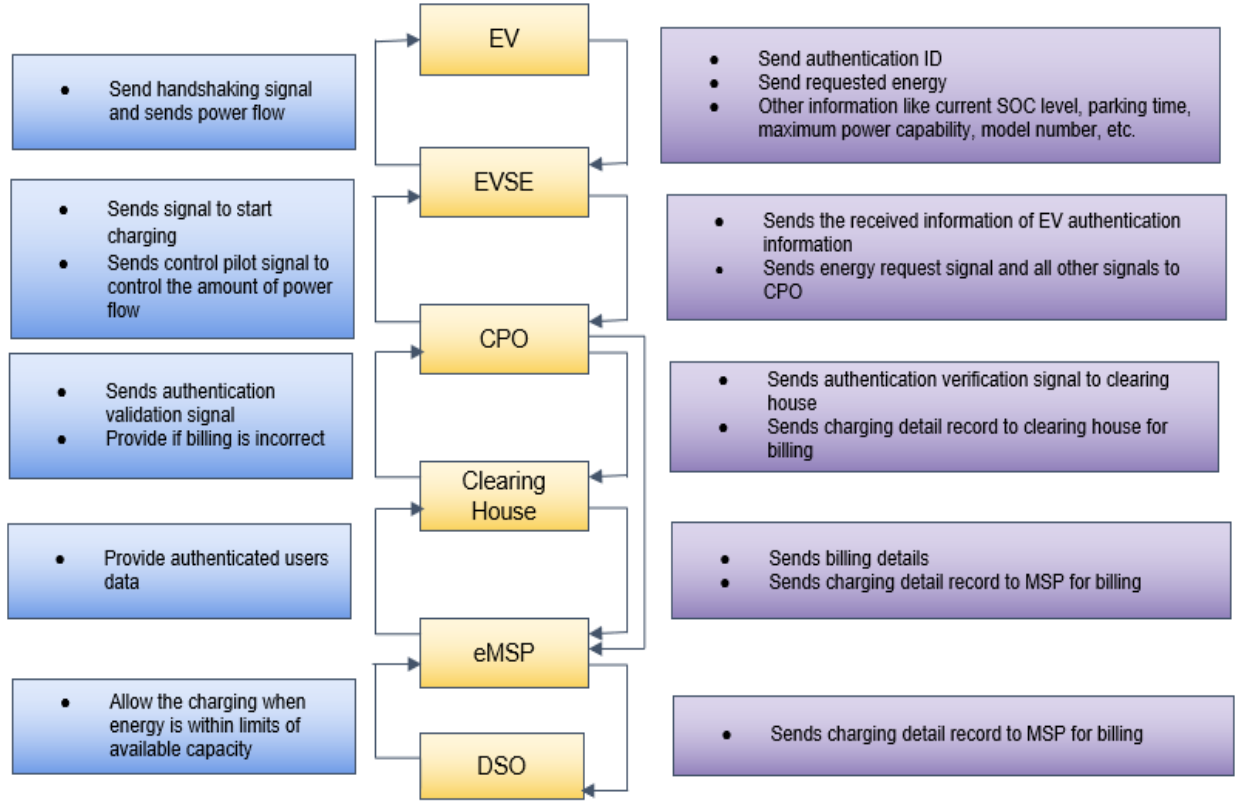 EV
● Send handshaking signal
and sends power flow
● Send authentication ID
● Send requested energy
● Other information like current SOC level, parking time,
maximum power capability, model number, etc.
EVSE
● Sends signal to start
charging
● Sends control pilot signal to
control the amount of power
flow
● Sends the received information of EV authentication
information
● Sends energy request signal and all other signals to
CPO
CPO
● Sends authentication
validation signal
● Provide if billing is incorrect
● Sends authentication verification signal to clearing
house
● Sends charging detail record to clearing house for
billing
Clearing
House
● Provide authenticated users
data
● Sends billing details
● Sends charging detail record to MSP for billing
eMSP
● Allow the charging when
energy is within limits of
available capacity
● Sends charging detail record to MSP for billing
DSO